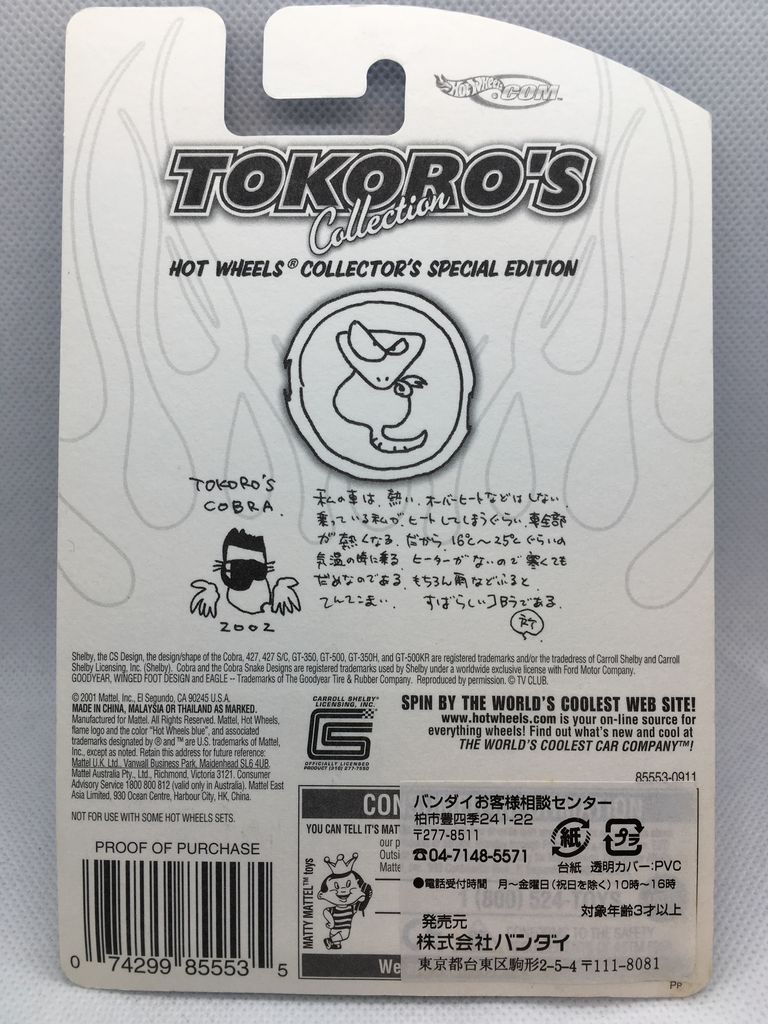 HOT WHEELS.COM™
TOKORO'S
Collection
HOT WHEELS® COLLECTOR'S SPECIAL EDITION
TOKORO'S
COBRA.
2002
私の車は、熱い、オーバーヒートなどはしない
乗っている私が、ヒートしてしまうぐらい、車全部
が熱くなる。だから、16℃〜25℃ぐらいの
気温の時に乗る。ヒーターがないので寒くても
だめなのである。もちろん雨などふると
てんてこまい。 すばらしいコブラである。
Shelby, the CS Design, the design/shape of the Cobra, 427, 427 S/C, GT-350, GT-500, GT-350H, and GT-500KR are registered trademarks and/or the tradedress of Carroll Shelby and Carroll
Shelby Licensing, Inc. (Shelby). Cobra and the Cobra Snake Designs are registered trademarks used by Shelby under a worldwide exclusive license with Ford Motor Company.
GOODYEAR, WINGED FOOT DESIGN and EAGLE -- Trademarks of The Goodyear Tire & Rubber Company. Reproduced by permission. © TV CLUB.
© 2001 Mattel, Inc., El Segundo, CA 90245 U.S.A.
MADE IN CHINA, MALAYSIA OR THAILAND AS MARKED.
Manufactured for Mattel. All Rights Reserved. Mattel, Hot Wheels,
flame logo and the color "Hot Wheels blue", and associated
trademarks designated by ® and ™ are U.S. trademarks of Mattel,
Inc., except as noted. Retain this address for future reference:
Mattel U.K. Ltd., Vanwall Business Park, Maidenhead SL6 4UB.
Mattel Australia Pty., Ltd., Richmond, Victoria 3121. Consumer
Advisory Service 1800 800 812 (valid only in Australia). Mattel East
Asia Limited, 930 Ocean Centre, Harbour City, HK, China.
NOT FOR USE WITH SOME HOT WHEELS SETS.
CARROLL SHELBY
LICENSING, INC.
OFFICIALLY LICENSED
PRODUCT (310) 277-7550
SPIN BY THE WORLD'S COOLEST WEB SITE!
www.hotwheels.com is your on-line source for
everything wheels! Find out what's new and cool at
THE WORLD'S COOLEST CAR COMPANY™!
85553-0911
PROOF OF PURCHASE
0 74299 85553 5
CON
YOU CAN TELL IT'S MAT
our p
Outsi
Matte
MATTY MATTEL™ toys
We
バンダイお客様相談センター
柏市豊四季241-22
〒277-8511
☎04-7148-5571
紙 プラ
台紙 透明カバー:PVC
●電話受付時間 月〜金曜日(祝日を除く)10時〜16時
対象年齢3才以上
発売元
株式会社バンダイ
東京都台東区駒形2-5-4 〒111-8081
PP